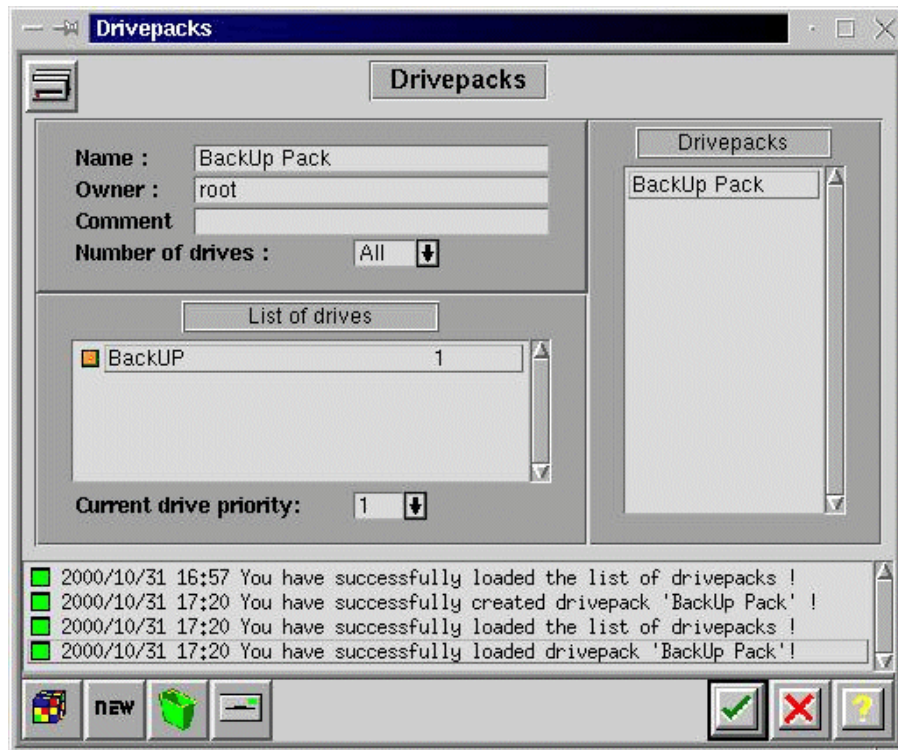 Drivepacks
Drivepacks
Name : BackUp Pack
Owner : root
Comment
Number of drives : All
List of drives
BackUP 1
Current drive priority: 1
Drivepacks
BackUp Pack
2000/10/31 16:57 You have successfully loaded the list of drivepacks !
2000/10/31 17:20 You have successfully created drivepack 'BackUp Pack' !
2000/10/31 17:20 You have successfully loaded the list of drivepacks !
2000/10/31 17:20 You have successfully loaded drivepack 'BackUp Pack'!
NEW
?